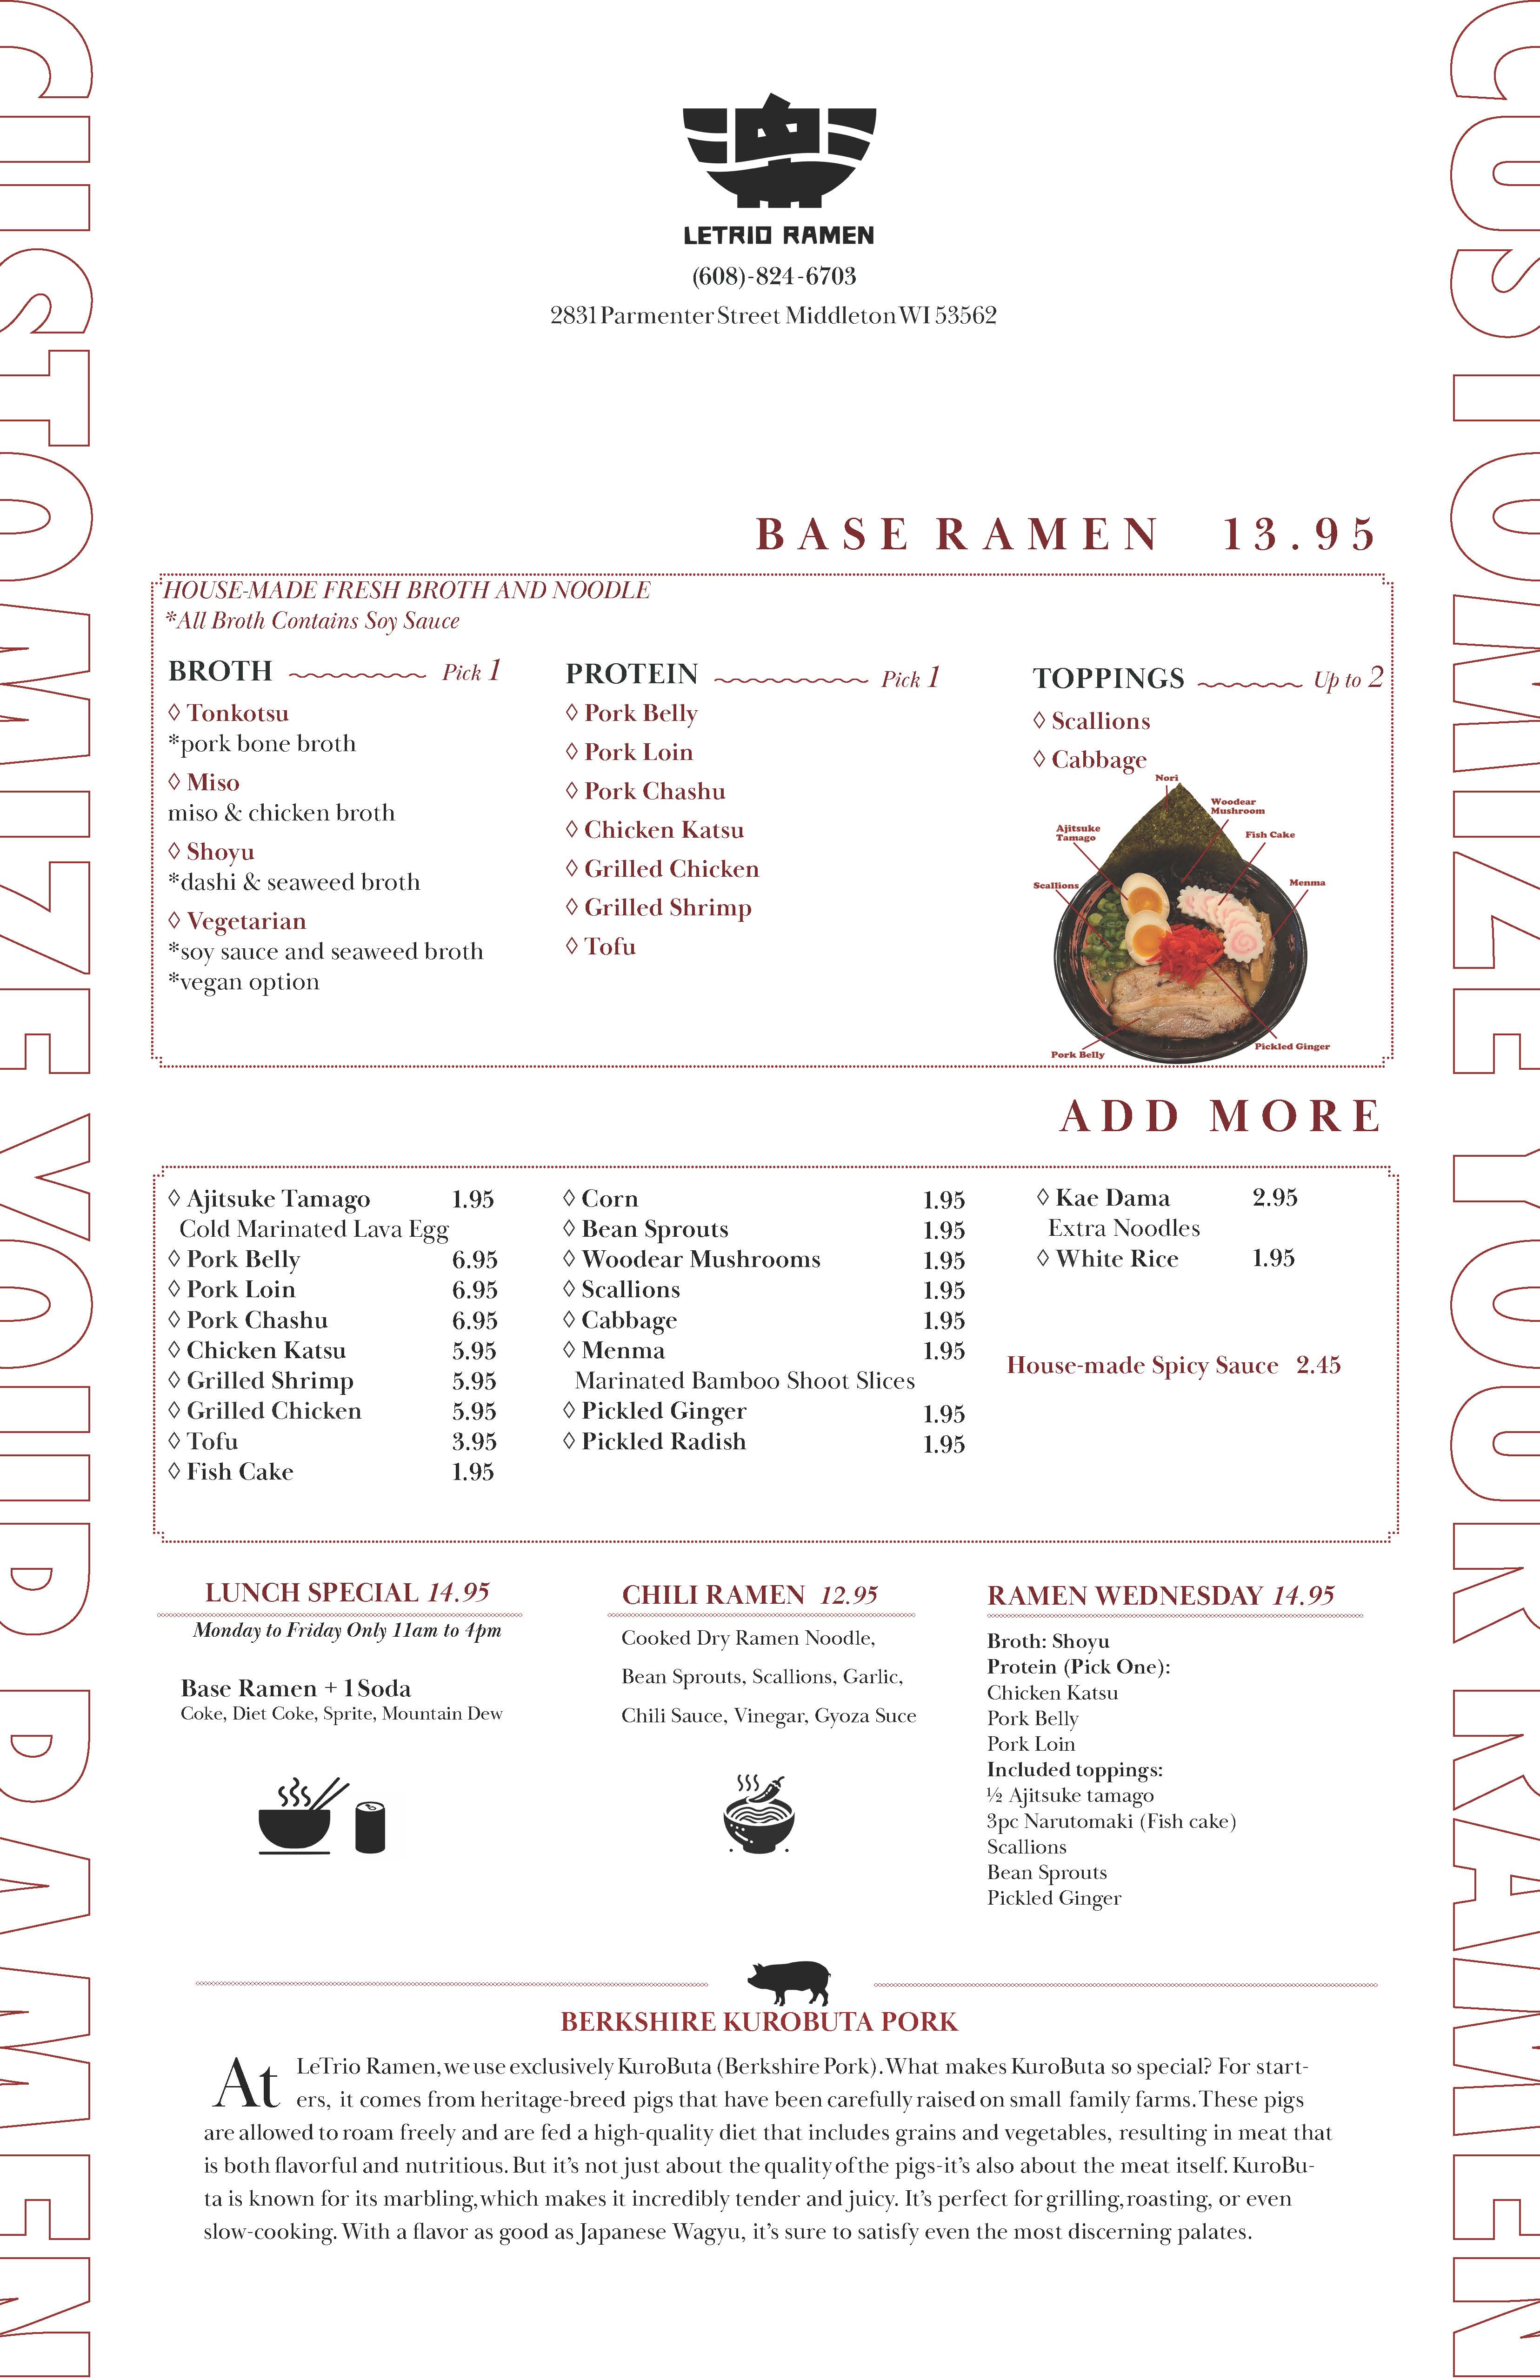 CUSTOMIZE YOUR RAMEN
LETRIO RAMEN
(608)-824-6703
2831 Parmenter Street Middleton WI 53562
BASE RAMEN 13.95
HOUSE-MADE FRESH BROTH AND NOODLE
*All Broth Contains Soy Sauce
BROTH Pick 1
◊ Tonkotsu
*pork bone broth
◊ Miso
miso & chicken broth
◊ Shoyu
*dashi & seaweed broth
◊ Vegetarian
*soy sauce and seaweed broth
*vegan option
PROTEIN Pick 1
◊ Pork Belly
◊ Pork Loin
◊ Pork Chashu
◊ Chicken Katsu
◊ Grilled Chicken
◊ Grilled Shrimp
◊ Tofu
TOPPINGS Up to 2
◊ Scallions
◊ Cabbage
Nori
Woodear
Mushroom
Ajitsuke
Tamago
Fish Cake
Scallions
Menma
Pickled Ginger
Pork Belly
ADD MORE
◊ Ajitsuke Tamago 1.95
Cold Marinated Lava Egg
◊ Pork Belly 6.95
◊ Pork Loin 6.95
◊ Pork Chashu 6.95
◊ Chicken Katsu 5.95
◊ Grilled Shrimp 5.95
◊ Grilled Chicken 5.95
◊ Tofu 3.95
◊ Fish Cake 1.95
◊ Corn 1.95
◊ Bean Sprouts 1.95
◊ Woodear Mushrooms 1.95
◊ Scallions 1.95
◊ Cabbage 1.95
◊ Menma 1.95
Marinated Bamboo Shoot Slices
◊ Pickled Ginger 1.95
◊ Pickled Radish 1.95
◊ Kae Dama 2.95
Extra Noodles
◊ White Rice 1.95
House-made Spicy Sauce 2.45
LUNCH SPECIAL 14.95
Monday to Friday Only 11am to 4pm
Base Ramen + 1 Soda
Coke, Diet Coke, Sprite, Mountain Dew
CHILI RAMEN 12.95
Cooked Dry Ramen Noodle,
Bean Sprouts, Scallions, Garlic,
Chili Sauce, Vinegar, Gyoza Suce
RAMEN WEDNESDAY 14.95
Broth: Shoyu
Protein (Pick One):
Chicken Katsu
Pork Belly
Pork Loin
Included toppings:
½ Ajitsuke tamago
3pc Narutomaki (Fish cake)
Scallions
Bean Sprouts
Pickled Ginger
BERKSHIRE KUROBUTA PORK
At LeTrio Ramen, we use exclusively KuroButa (Berkshire Pork). What makes KuroButa so special? For start-
ers, it comes from heritage-breed pigs that have been carefully raised on small family farms. These pigs
are allowed to roam freely and are fed a high-quality diet that includes grains and vegetables, resulting in meat that
is both flavorful and nutritious. But it's not just about the quality of the pigs-it's also about the meat itself. KuroBu-
ta is known for its marbling, which makes it incredibly tender and juicy. It's perfect for grilling, roasting, or even
slow-cooking. With a flavor as good as Japanese Wagyu, it's sure to satisfy even the most discerning palates.
CUSTOMIZE YOUR RAMEN